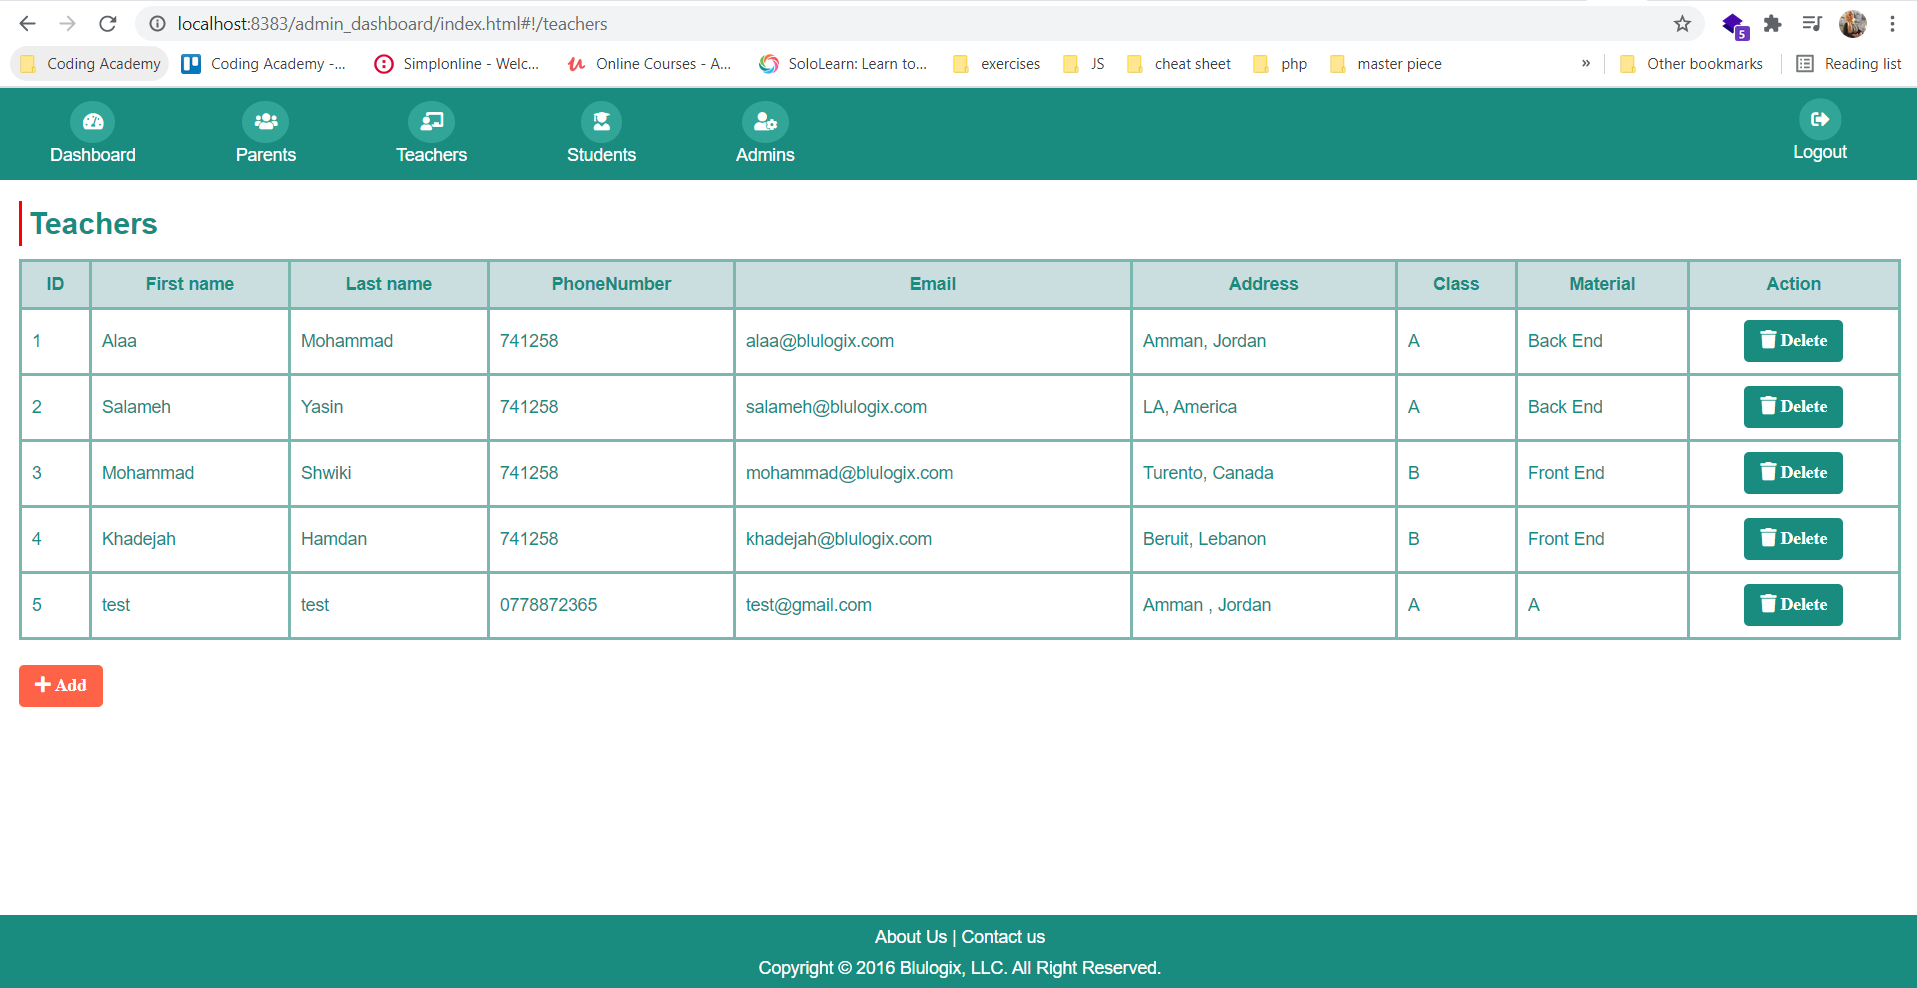 localhost:8383/admin_dashboard/index.html#!/teachers
5
Coding Academy Coding Academy -... Simplonline - Welc... Online Courses - A... SoloLearn: Learn to... exercises JS cheat sheet php master piece » Other bookmarks Reading list
Dashboard Parents Teachers Students Admins Logout
Teachers
ID First name Last name PhoneNumber Email Address Class Material Action
1 Alaa Mohammad 741258 alaa@blulogix.com Amman, Jordan A Back End Delete
2 Salameh Yasin 741258 salameh@blulogix.com LA, America A Back End Delete
3 Mohammad Shwiki 741258 mohammad@blulogix.com Turento, Canada B Front End Delete
4 Khadejah Hamdan 741258 khadejah@blulogix.com Beruit, Lebanon B Front End Delete
5 test test 0778872365 test@gmail.com Amman , Jordan A A Delete
Add
About Us | Contact us
Copyright © 2016 Blulogix, LLC. All Right Reserved.